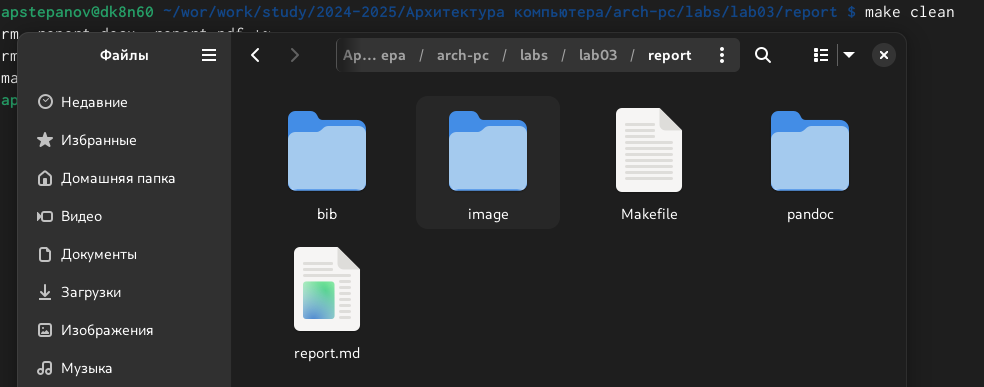 apstepanov@dk8n60 ~/wor/work/study/2024-2025/Архитектура компьютера/arch-pc/labs/lab03/report $ make clean
rm
rm
ma
ap
Файлы
Ар... ера / arch-pc / labs / lab03 / report
Недавние
Избранные
Домашняя папка
Видео
Документы
Загрузки
Изображения
Музыка
bib
image
Makefile
pandoc
report.md